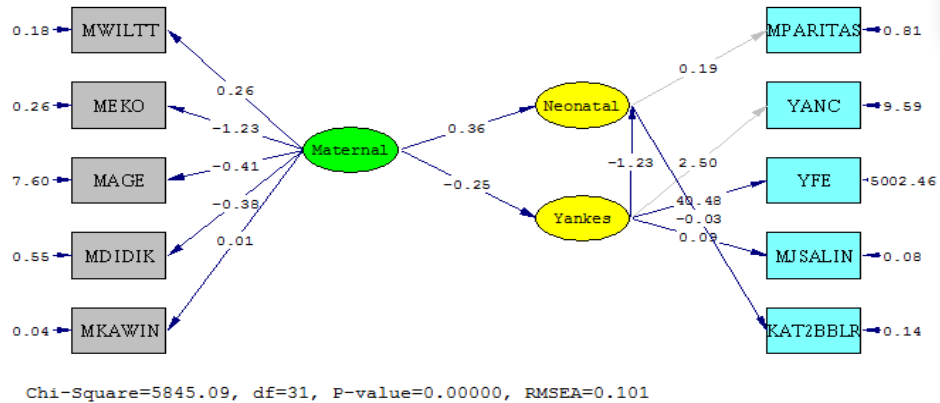 0.18 MWILTT MPARITAS 0.81
0.26 0.19
0.26 MEKO Neonatal YANC 9.59
-1.23 0.36
Maternal -1.23 2.50
-0.41
7.60 MAGE YFE 5002.46
-0.25 40.48
-0.38 Yankes -0.03
0.01 0.09
0.55 MDIDIK MJSALIN 0.08
0.04 MKAWIN KAT2BBLR 0.14
Chi-Square=5845.09, df=31, P-value=0.00000, RMSEA=0.101